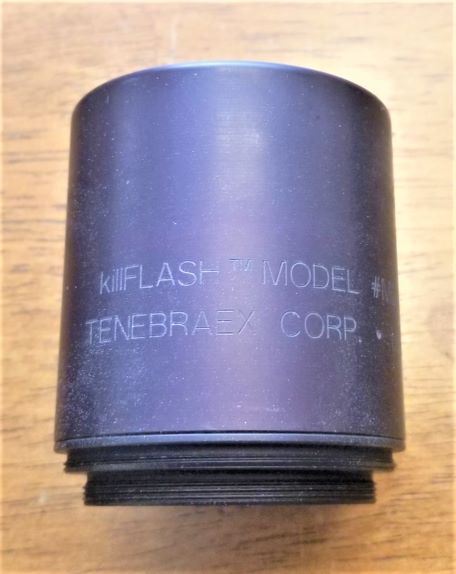 killFLASH™ MODEL #
TENEBRAEX CORP.